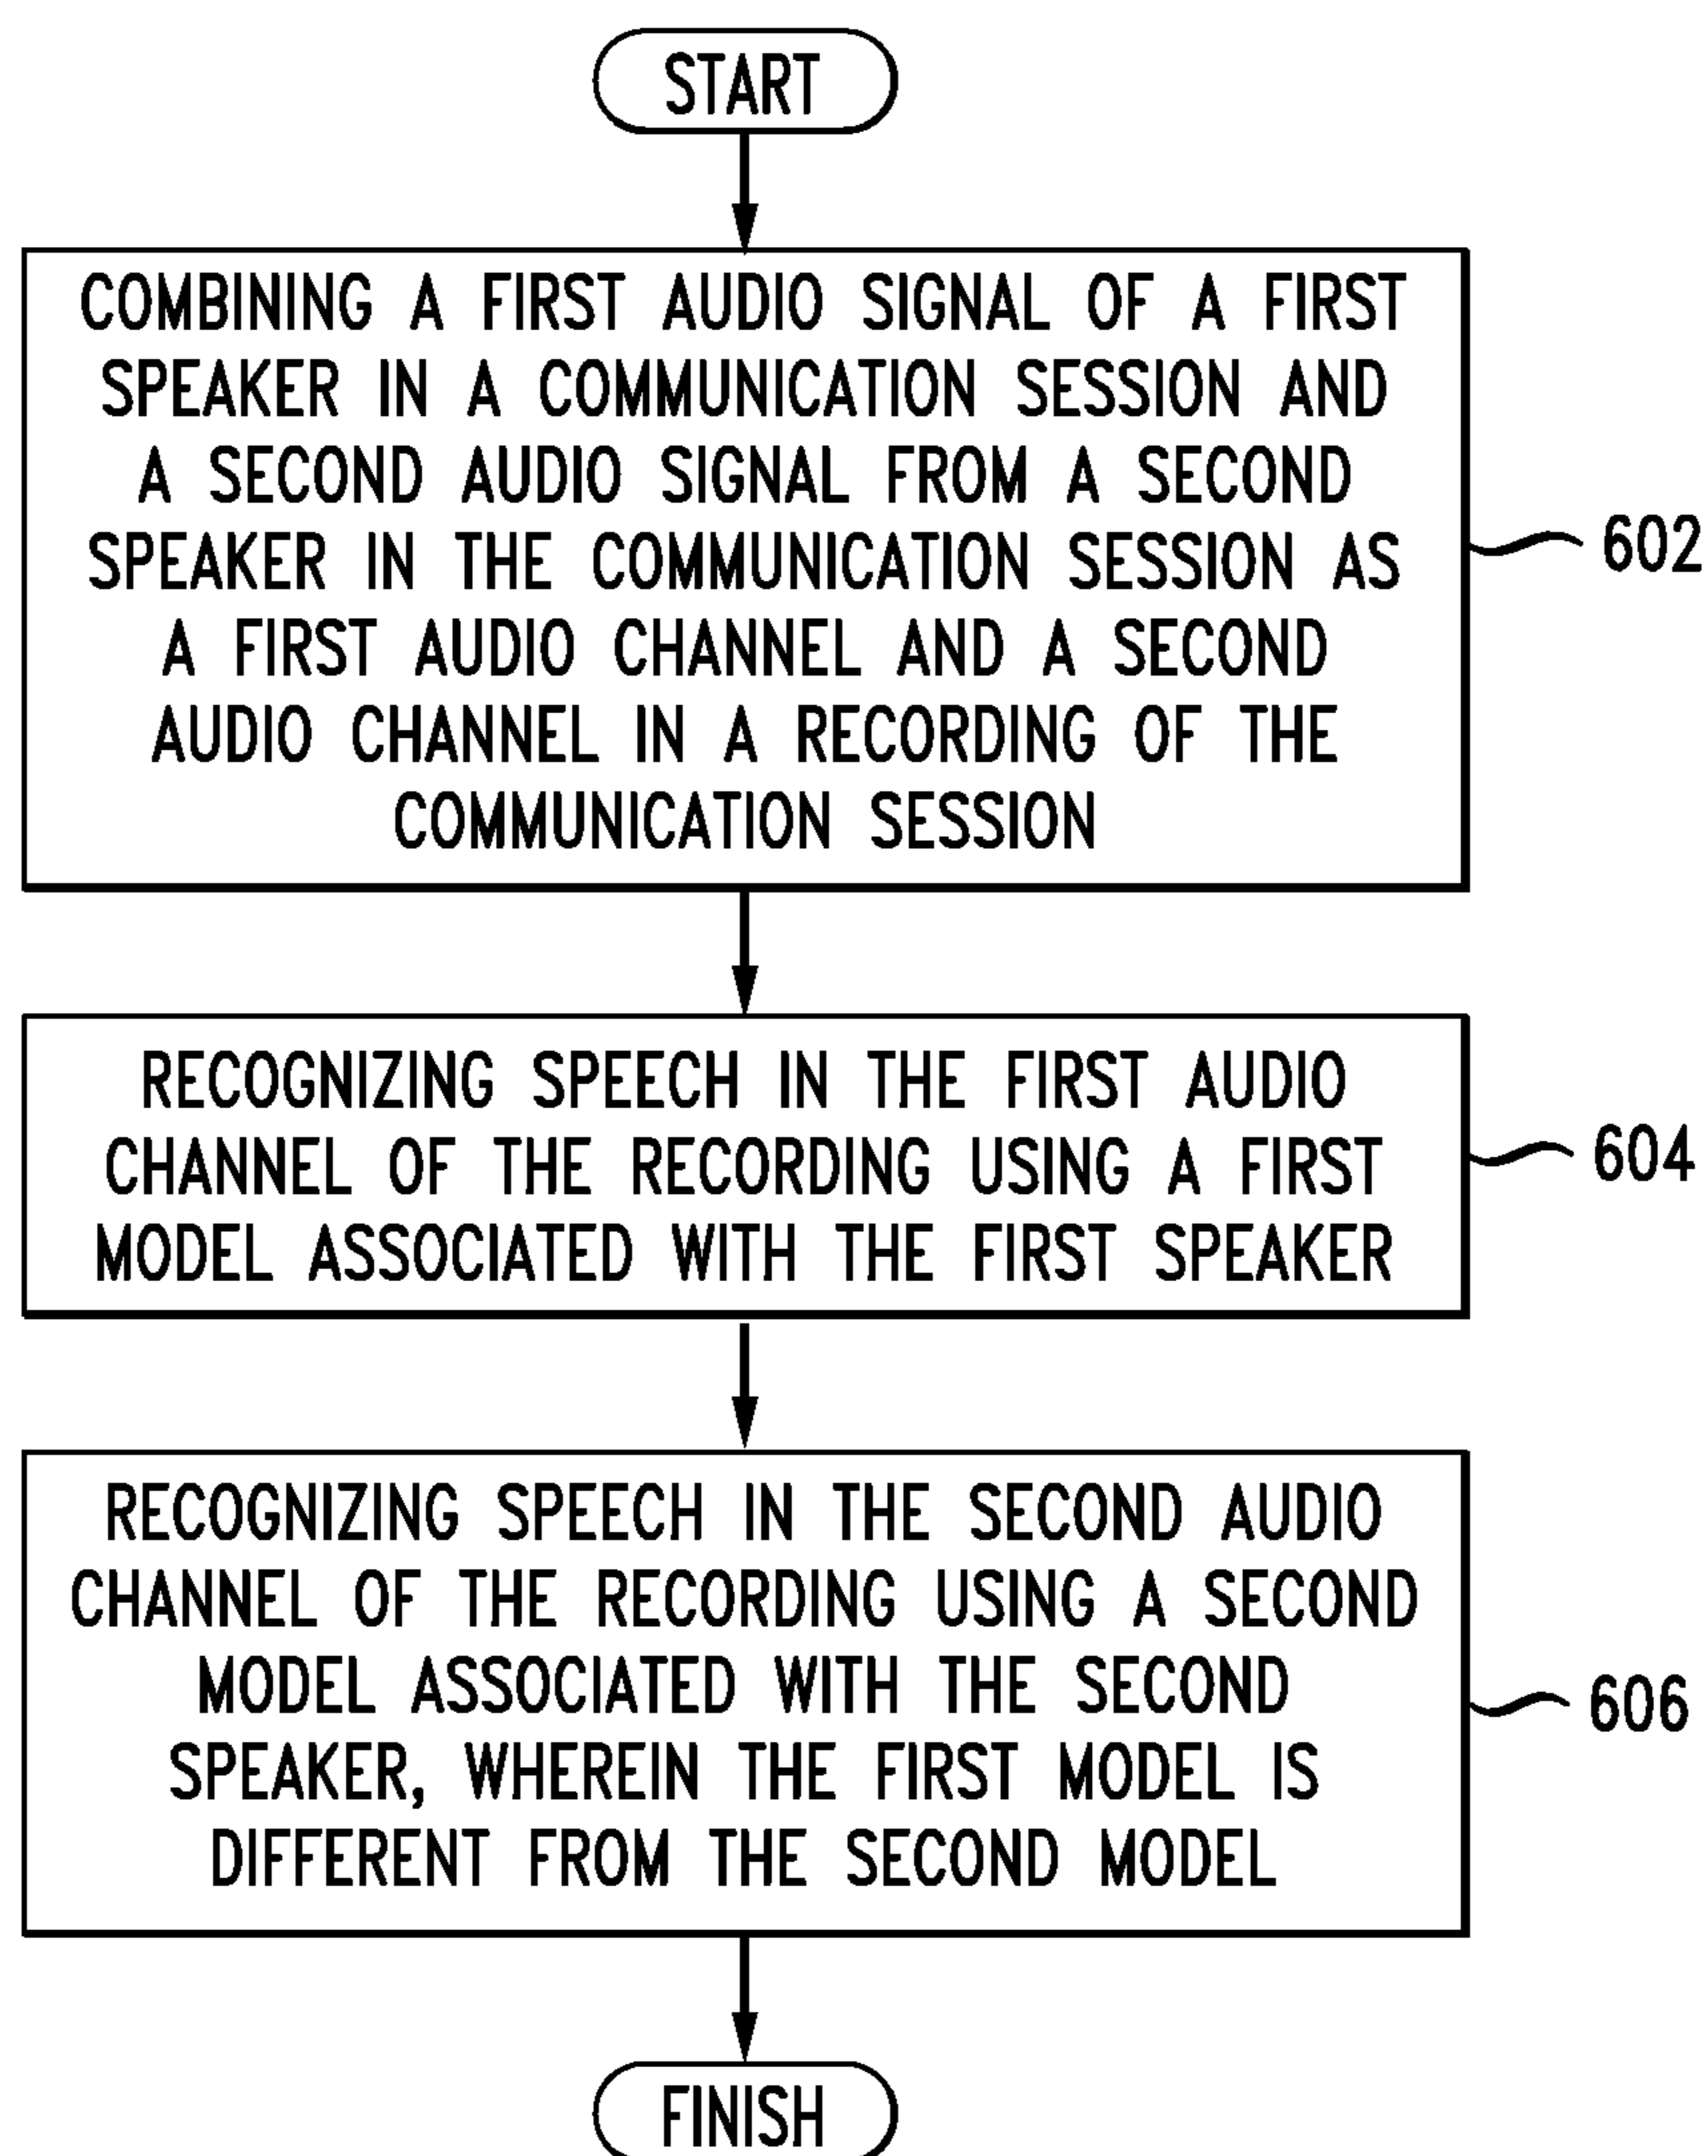 START
COMBINING A FIRST AUDIO SIGNAL OF A FIRST
SPEAKER IN A COMMUNICATION SESSION AND
A SECOND AUDIO SIGNAL FROM A SECOND
SPEAKER IN THE COMMUNICATION SESSION AS
A FIRST AUDIO CHANNEL AND A SECOND
AUDIO CHANNEL IN A RECORDING OF THE
COMMUNICATION SESSION
602
RECOGNIZING SPEECH IN THE FIRST AUDIO
CHANNEL OF THE RECORDING USING A FIRST
MODEL ASSOCIATED WITH THE FIRST SPEAKER
604
RECOGNIZING SPEECH IN THE SECOND AUDIO
CHANNEL OF THE RECORDING USING A SECOND
MODEL ASSOCIATED WITH THE SECOND
SPEAKER, WHEREIN THE FIRST MODEL IS
DIFFERENT FROM THE SECOND MODEL
606
FINISH